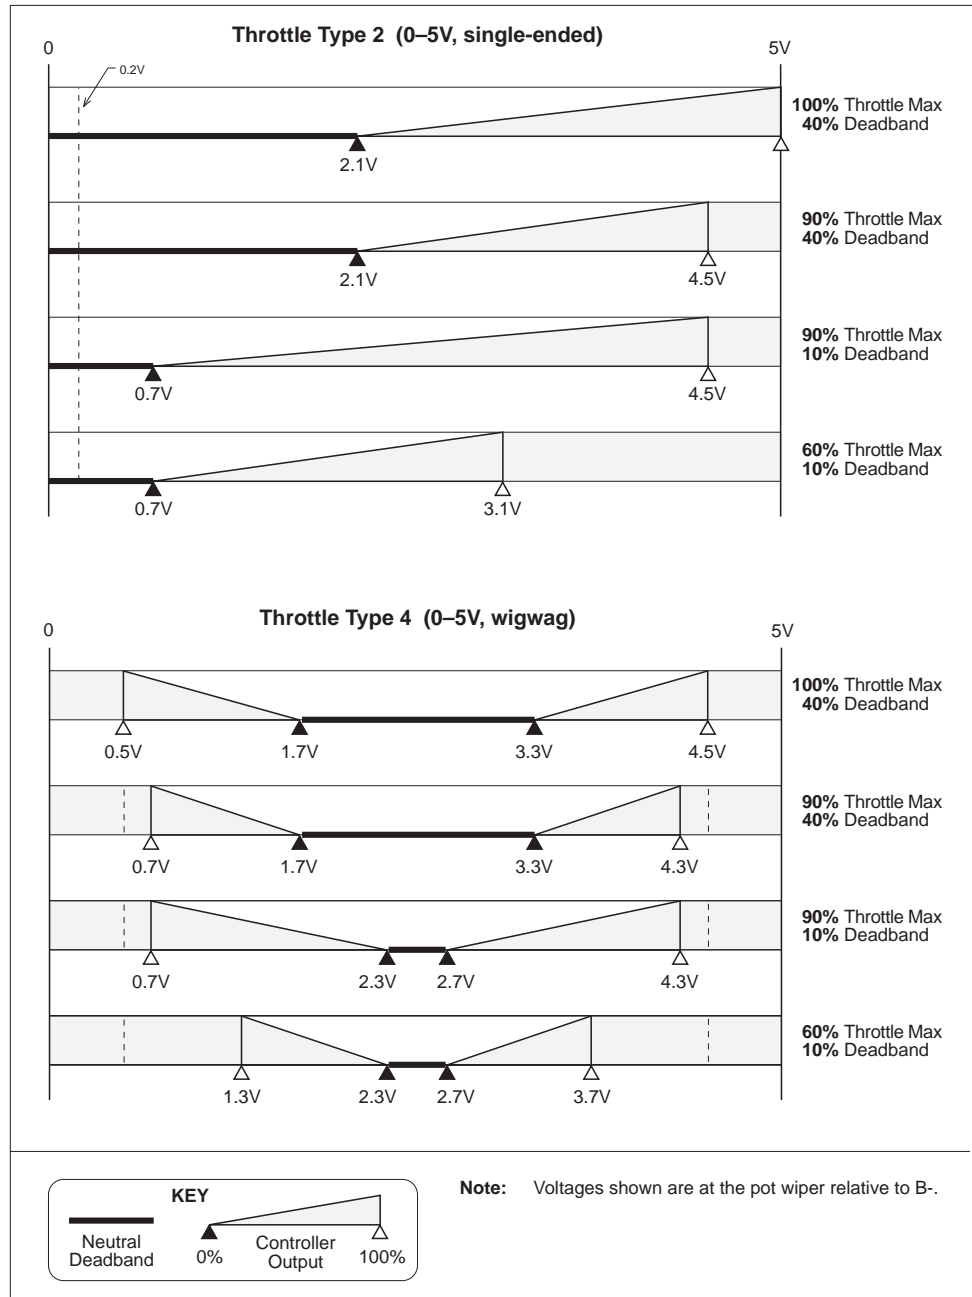 Throttle Type 2 (0–5V, single-ended)
0
5V
0.2V
100% Throttle Max
40% Deadband
2.1V
90% Throttle Max
40% Deadband
2.1V
4.5V
90% Throttle Max
10% Deadband
0.7V
4.5V
60% Throttle Max
10% Deadband
0.7V
3.1V
Throttle Type 4 (0–5V, wigwag)
0
5V
100% Throttle Max
40% Deadband
0.5V
1.7V
3.3V
4.5V
90% Throttle Max
40% Deadband
0.7V
1.7V
3.3V
4.3V
90% Throttle Max
10% Deadband
0.7V
2.3V
2.7V
4.3V
60% Throttle Max
10% Deadband
1.3V
2.3V
2.7V
3.7V
KEY
Neutral
Deadband
0%
Controller
Output
100%
Note: Voltages shown are at the pot wiper relative to B-.